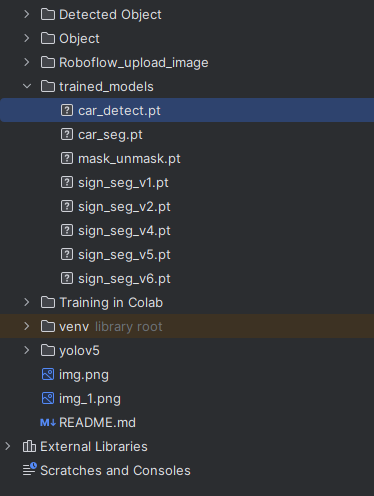 Detected Object
Object
Roboflow_upload_image
trained_models
car_detect.pt
car_seg.pt
mask_unmask.pt
sign_seg_v1.pt
sign_seg_v2.pt
sign_seg_v4.pt
sign_seg_v5.pt
sign_seg_v6.pt
Training in Colab
venv library root
yolov5
img.png
img_1.png
M↓ README.md
External Libraries
Scratches and Consoles